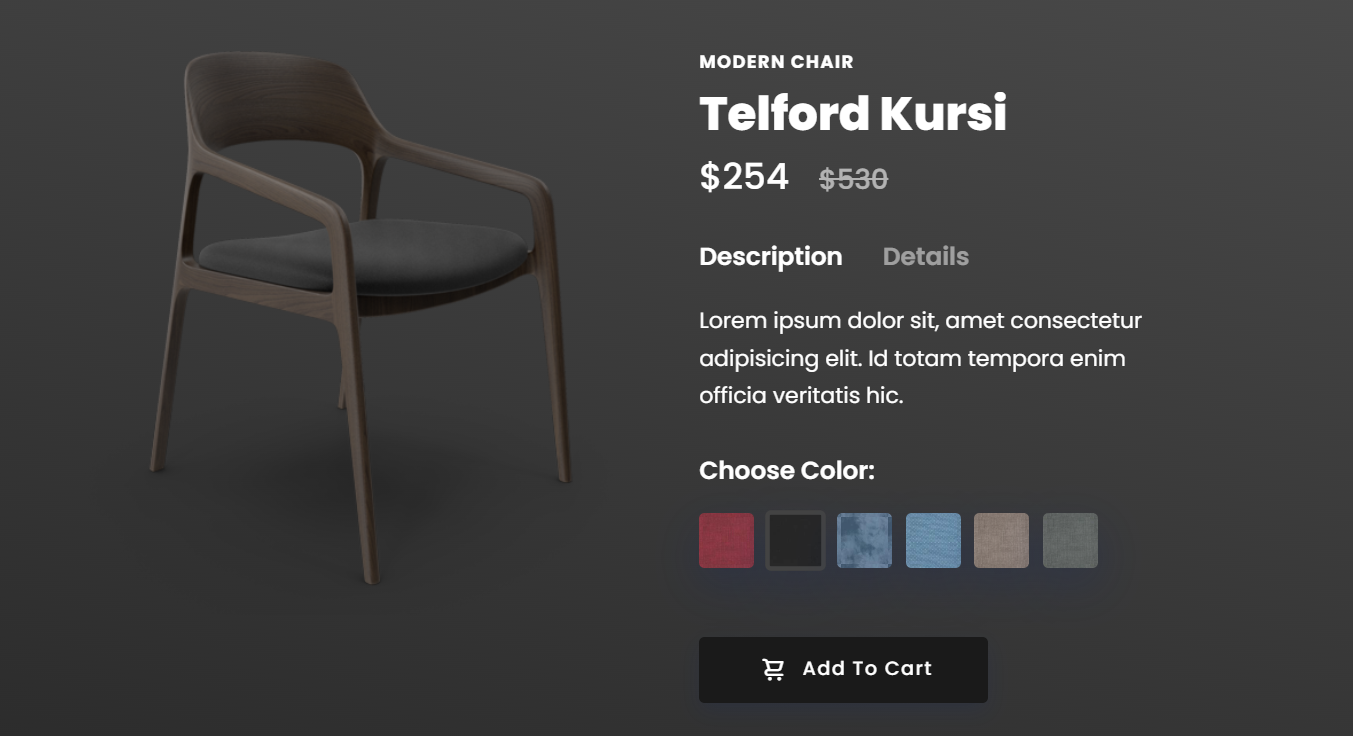 MODERN CHAIR
Telford Kursi
$254 $530
Description Details
Lorem ipsum dolor sit, amet consectetur
adipisicing elit. Id totam tempora enim
officia veritatis hic.
Choose Color:
Add To Cart